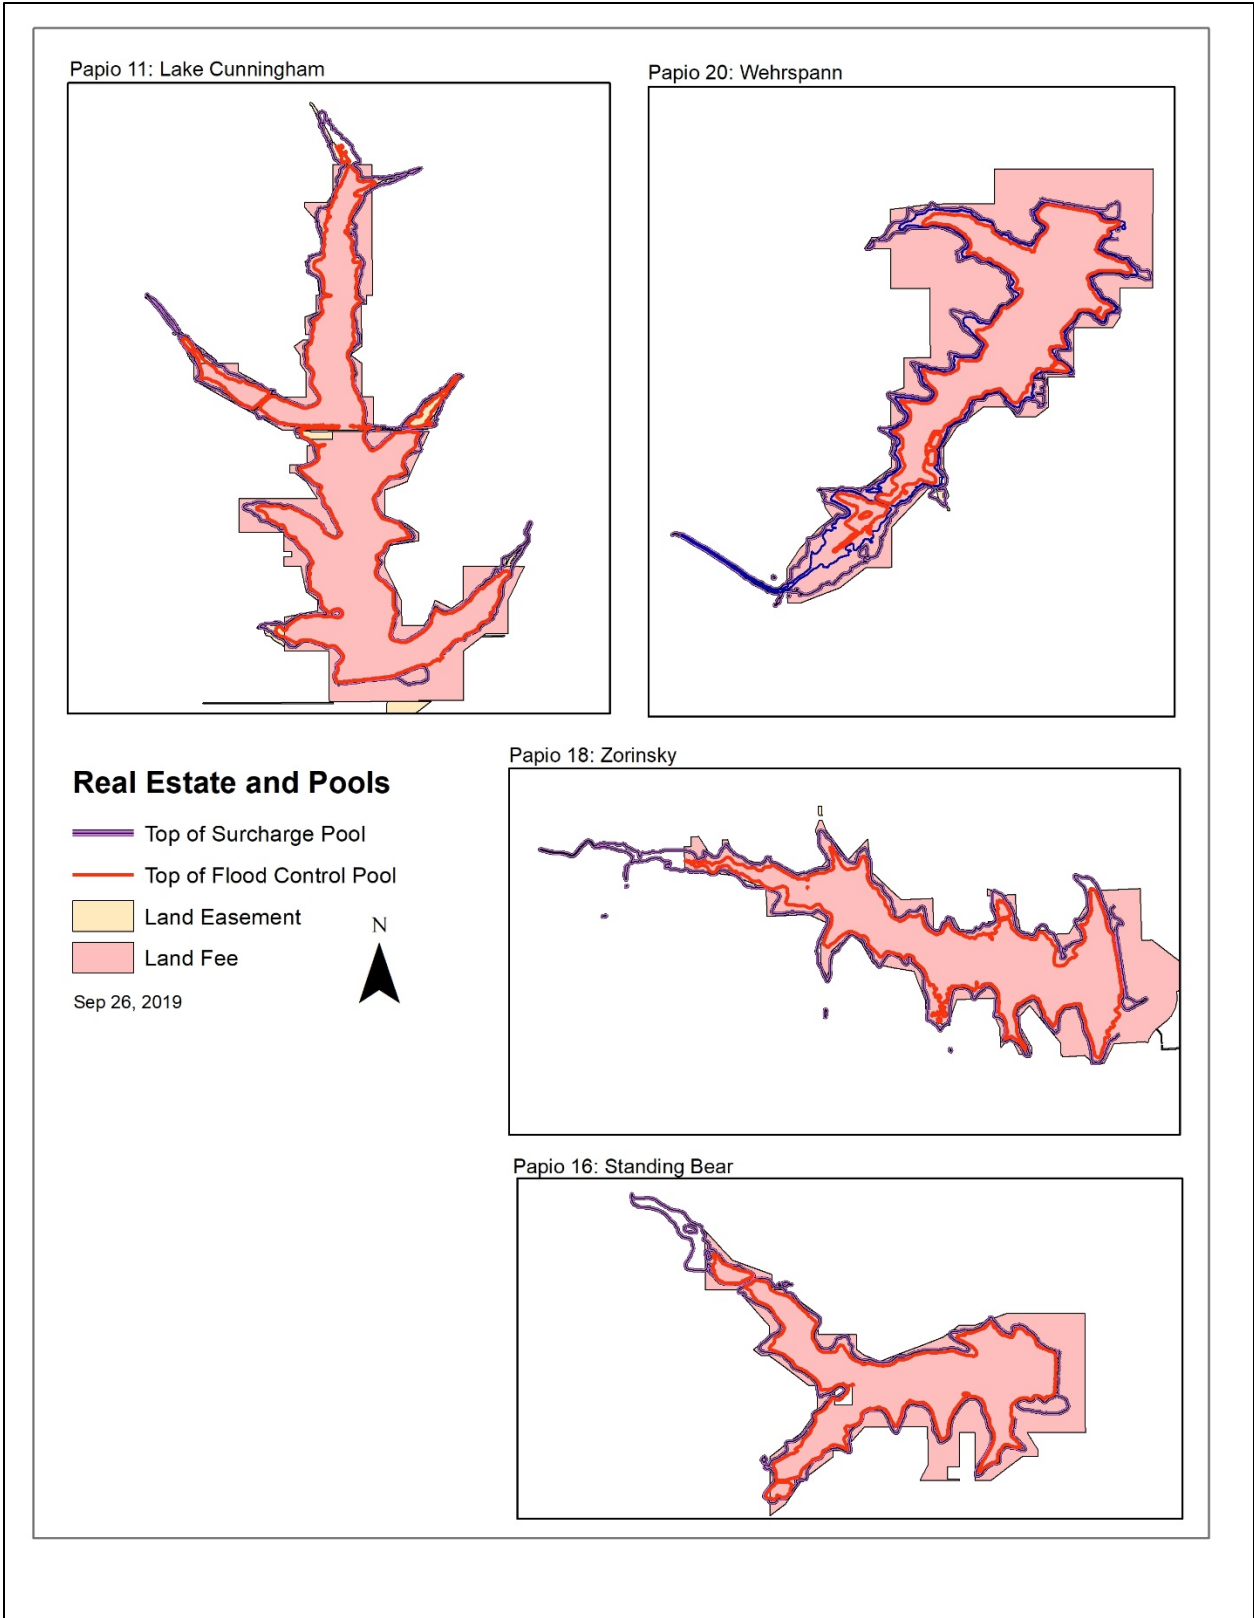 Papio 11: Lake Cunningham
Papio 20: Wehrspann
Papio 18: Zorinsky
Real Estate and Pools
Top of Surcharge Pool
Top of Flood Control Pool
Land Easement
N
Land Fee
Sep 26, 2019
Papio 16: Standing Bear